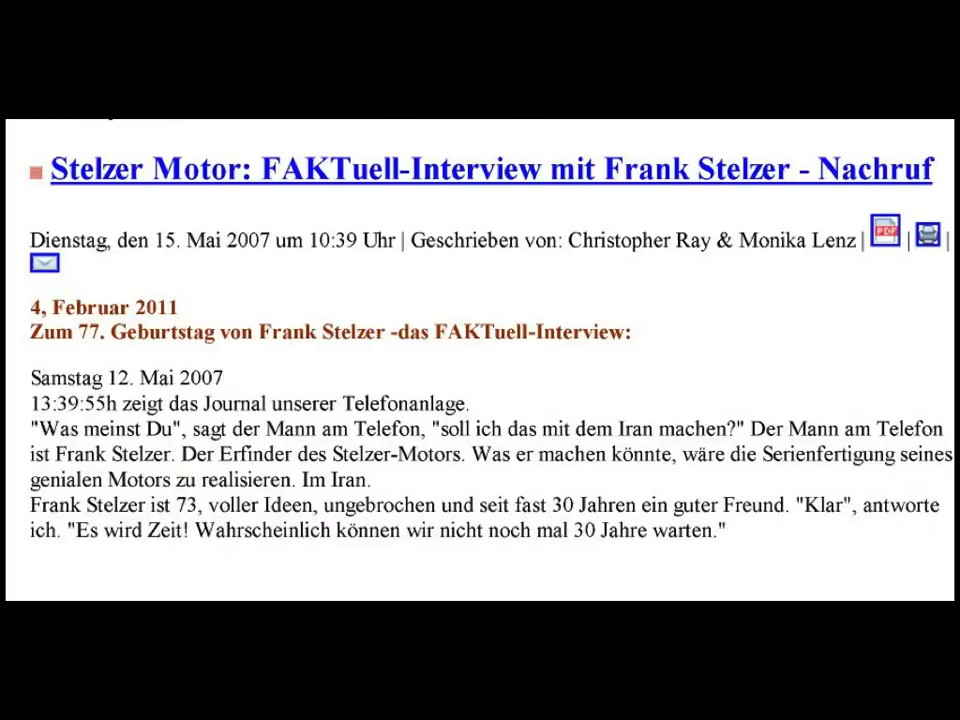 Stelzer Motor: FAKTuell-Interview mit Frank Stelzer - Nachruf
Dienstag, den 15. Mai 2007 um 10:39 Uhr | Geschrieben von: Christopher Ray & Monika Lenz | PDF | |
4, Februar 2011
Zum 77. Geburtstag von Frank Stelzer -das FAKTuell-Interview:
Samstag 12. Mai 2007
13:39:55h zeigt das Journal unserer Telefonanlage.
"Was meinst Du", sagt der Mann am Telefon, "soll ich das mit dem Iran machen?" Der Mann am Telefon
ist Frank Stelzer. Der Erfinder des Stelzer-Motors. Was er machen könnte, wäre die Serienfertigung seines
genialen Motors zu realisieren. Im Iran.
Frank Stelzer ist 73, voller Ideen, ungebrochen und seit fast 30 Jahren ein guter Freund. "Klar", antworte
ich. "Es wird Zeit! Wahrscheinlich können wir nicht noch mal 30 Jahre warten."